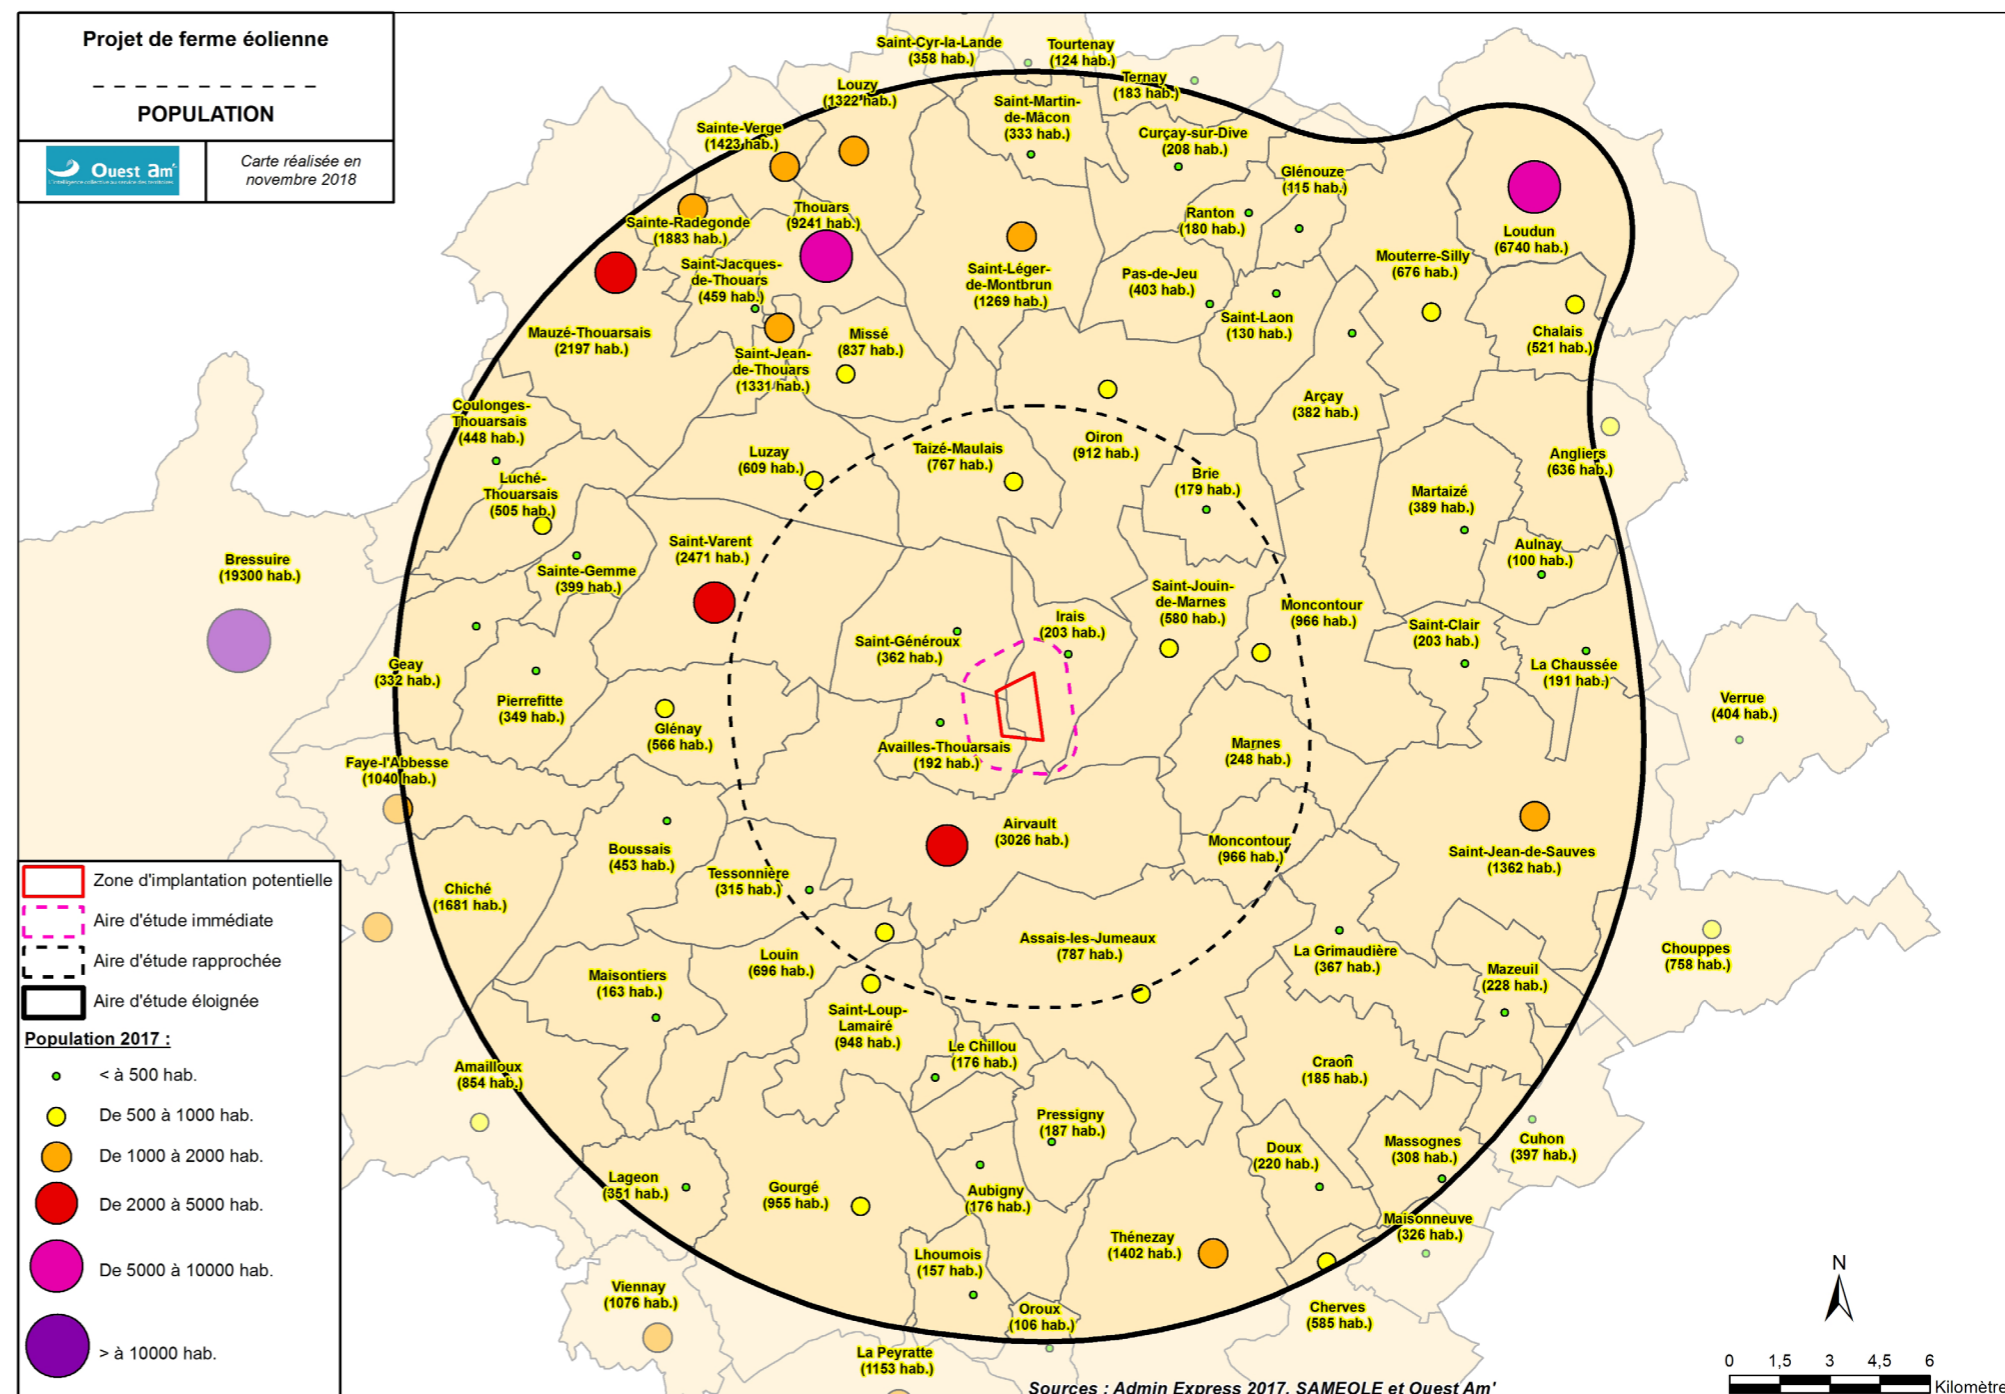 Projet de ferme éolienne
POPULATION
Ouest am'
Carte réalisée en
novembre 2018
Saint-Cyr-la-Lande
(358 hab.)
Tourtenay
(124 hab.)
Ternay
(183 hab.)
Louzy
(1322 hab.)
Saint-Martin-
de-Mâcon
(333 hab.)
Sainte-Verge
(1423 hab.)
Curçay-sur-Dive
(208 hab.)
Glénouze
(115 hab.)
Sainte-Radegonde
(1883 hab.)
Thouars
(9241 hab.)
Ranton
(180 hab.)
Loudun
(6740 hab.)
Mouterre-Silly
(676 hab.)
Saint-Jacques-
de-Thouars
(459 hab.)
Saint-Léger-
de-Montbrun
(1269 hab.)
Pas-de-Jeu
(403 hab.)
Saint-Laon
(130 hab.)
Mauzé-Thouarsais
(2197 hab.)
Missé
(837 hab.)
Chalais
(521 hab.)
Saint-Jean-
de-Thouars
(1331 hab.)
Arçay
(382 hab.)
Coulonges-
Thouarsais
(448 hab.)
Luzay
(609 hab.)
Taizé-Maulais
(767 hab.)
Oiron
(912 hab.)
Angliers
(636 hab.)
Luché-
Thouarsais
(505 hab.)
Brie
(179 hab.)
Martaizé
(389 hab.)
Bressuire
(19300 hab.)
Saint-Varent
(2471 hab.)
Sainte-Gemme
(399 hab.)
Aulnay
(100 hab.)
Saint-Jouin-
de-Marnes
(580 hab.)
Moncontour
(966 hab.)
Irais
(203 hab.)
Saint-Généroux
(362 hab.)
Saint-Clair
(203 hab.)
La Chaussée
(191 hab.)
Geay
(332 hab.)
Pierrefitte
(349 hab.)
Glénay
(566 hab.)
Verrue
(404 hab.)
Availles-Thouarsais
(192 hab.)
Marnes
(248 hab.)
Faye-l'Abbesse
(1040 hab.)
Airvault
(3026 hab.)
Boussais
(453 hab.)
Moncontour
(966 hab.)
Saint-Jean-de-Sauves
(1362 hab.)
Tessonnière
(315 hab.)
Chiché
(1681 hab.)
Assais-les-Jumeaux
(787 hab.)
Louin
(696 hab.)
La Grimaudière
(367 hab.)
Chouppes
(758 hab.)
Maisontiers
(163 hab.)
Mazeuil
(228 hab.)
Saint-Loup-
Lamairé
(948 hab.)
Le Chillou
(176 hab.)
Craon
(185 hab.)
Amailloux
(854 hab.)
Pressigny
(187 hab.)
Doux
(220 hab.)
Massognes
(308 hab.)
Cuhon
(397 hab.)
Lageon
(351 hab.)
Gourgé
(955 hab.)
Aubigny
(176 hab.)
Maisonneuve
(326 hab.)
Thénezay
(1402 hab.)
Lhoumois
(157 hab.)
Viennay
(1076 hab.)
Oroux
(106 hab.)
Cherves
(585 hab.)
La Peyratte
(1153 hab.)
Zone d'implantation potentielle
Aire d'étude immédiate
Aire d'étude rapprochée
Aire d'étude éloignée
Population 2017 :
< à 500 hab.
De 500 à 1000 hab.
De 1000 à 2000 hab.
De 2000 à 5000 hab.
De 5000 à 10000 hab.
> à 10000 hab.
N
0 1,5 3 4,5 6
Kilomètre
Sources : Admin Express 2017, SAMEOLE et Ouest Am'